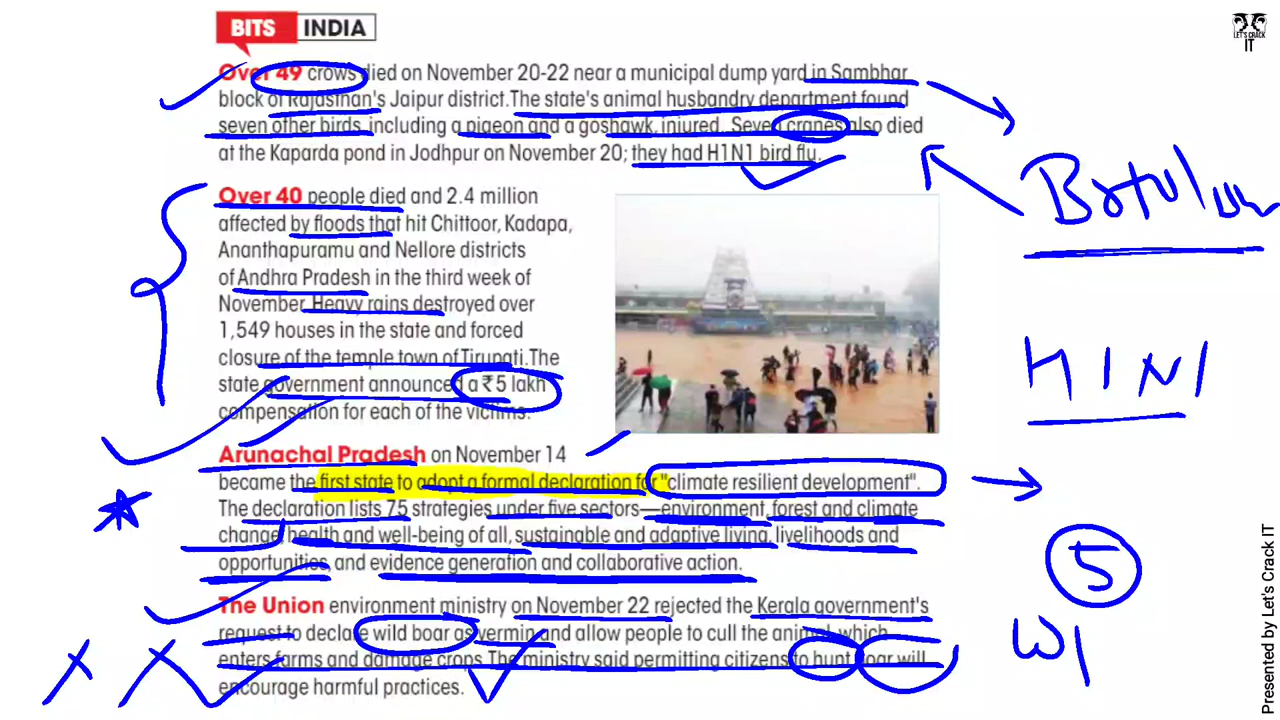 BITS INDIA
LET'S CRACK
IT
Over 49 crows died on November 20-22 near a municipal dump yard in Sambhar
block of Rajasthan's Jaipur district. The state's animal husbandry department found
seven other birds, including a pigeon and a goshawk, injured. Seven cranes also died
at the Kaparda pond in Jodhpur on November 20; they had H1N1 bird flu.
Over 40 people died and 2.4 million
affected by floods that hit Chittoor, Kadapa,
Ananthapuramu and Nellore districts
of Andhra Pradesh in the third week of
November. Heavy rains destroyed over
1,549 houses in the state and forced
closure of the temple town of Tirupati. The
state government announced a ₹5 lakh
compensation for each of the victims.
Arunachal Pradesh on November 14
became the first state to adopt a formal declaration for "climate resilient development".
The declaration lists 75 strategies under five sectors—environment, forest and climate
change, health and well-being of all, sustainable and adaptive living, livelihoods and
opportunities, and evidence generation and collaborative action.
The Union environment ministry on November 22 rejected the Kerala government's
request to declare wild boar as vermin and allow people to cull the animal, which
enters farms and damage crops. The ministry said permitting citizens to hunt boar will
encourage harmful practices.
H1N1
5
Presented by Let's Crack IT